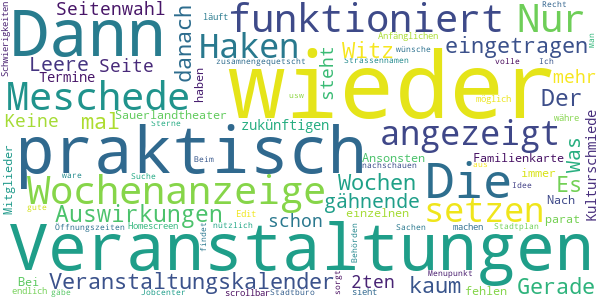 Seitenwahl
funktioniert
Nur
Recht
Schwierigkeiten
Dann
danach
läuft
Anfänglichen
Man
Haken
Witz
eingetragen
wünsche
zusammengequetscht
Strassennamen
volle
Ich
Leere Seite
Termine
steht
wieder
Meschede
haben
mehr
Der
Sauerlandtheater
Sterne
usw
möglich
währe
Keine
mal
zukünftigen
angezeigt
praktisch
Was
Kulturschmiede
Beim
Ansonsten
Familienkarte
nachschauen
aus
Mitglieder
ware
Suche
Wochen
Die
immer
Es
Wochenanzeige
gähnende
Nach
Idee
gute
Auswirkungen
Edit
schon
einzelnen
setzen
parat
Öffnungszeiten
Homescreen
findet
nützlich
Behörden
Sachen
machen
Stadtplan
Veranstaltungen
Bei
Veranstaltungskalender
2ten
kaum
Menüpunkt
fehlen
Gerade
endlich
gabe
Jobcenter
scrollbar
Stadtbüro
sorgt
sieht